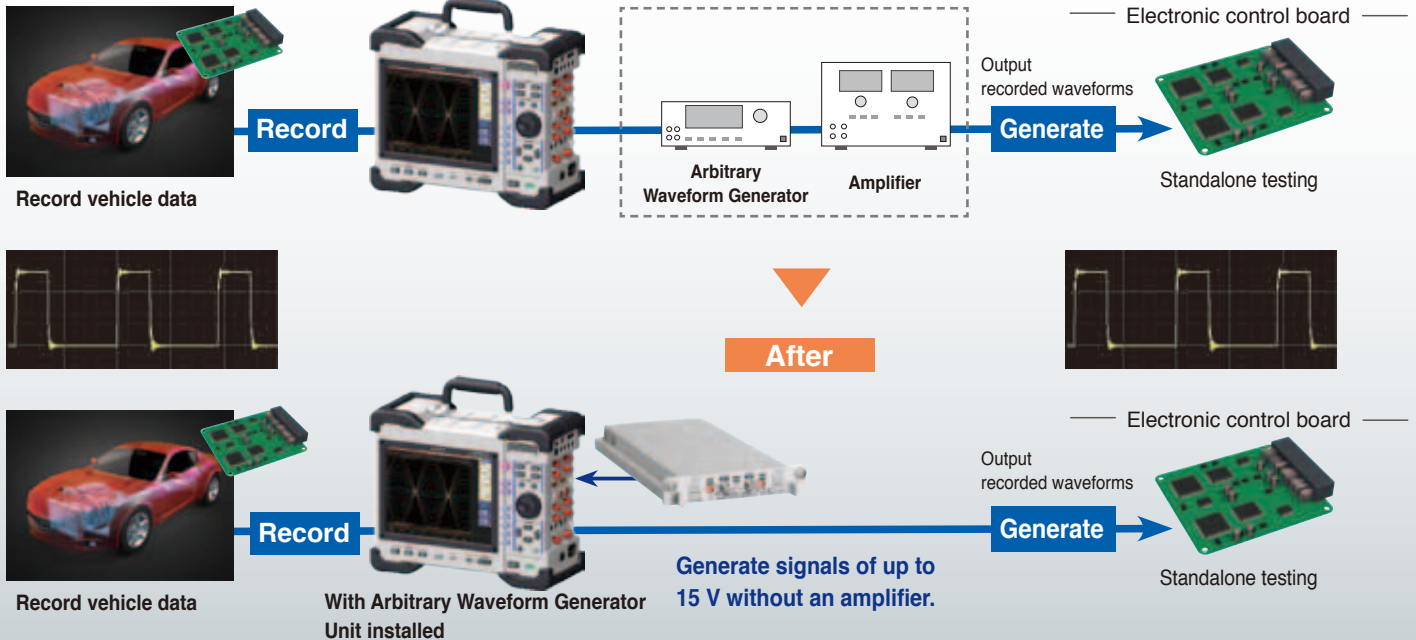 Electronic control board
Output
recorded waveforms
Record
Generate
Arbitrary
Waveform Generator
Amplifier
Record vehicle data
Standalone testing
After
Electronic control board
Output
recorded waveforms
Record
Generate
Generate signals of up to
15 V without an amplifier.
Standalone testing
Record vehicle data
With Arbitrary Waveform Generator
Unit installed